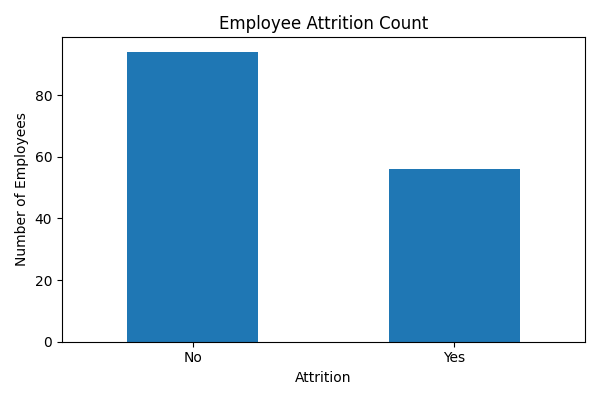 Employee Attrition Count
Number of Employees
80
60
40
20
0
No Yes
Attrition